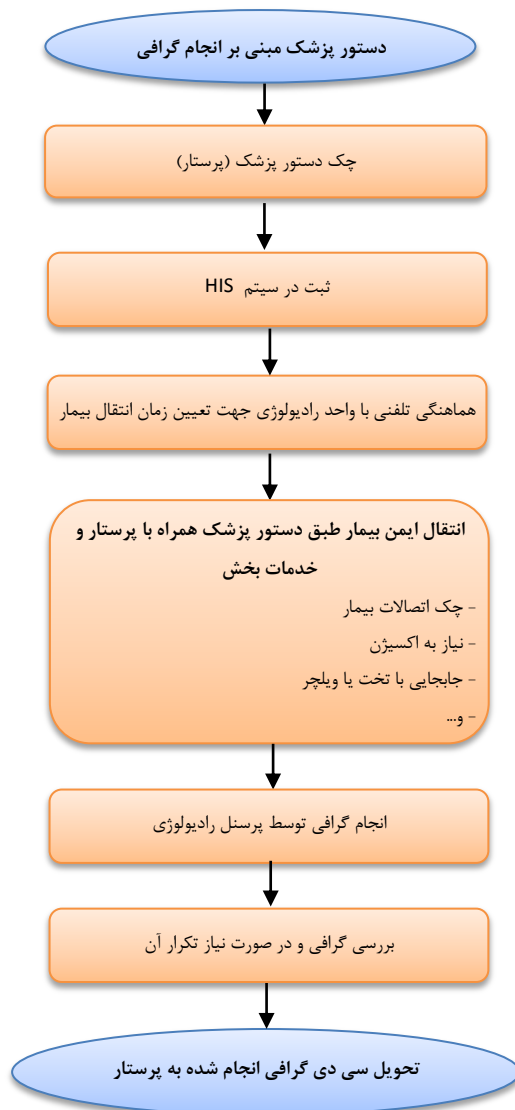 دستور پزشک مبنی بر انجام گرافی
چک دستور پزشک (پرستار)
ثبت در سیتم HIS
هماهنگی تلفنی با واحد رادیولوژی جهت تعیین زمان انتقال بیمار
انتقال ایمن بیمار طبق دستور پزشک همراه با پرستار و
خدمات بخش
- چک اتصالات بیمار
- نیاز به اکسیژن
- جابجایی با تخت یا ویلچر
- و...
انجام گرافی توسط پرسنل رادیولوژی
بررسی گرافی و در صورت نیاز تکرار آن
تحویل سی دی گرافی انجام شده به پرستار